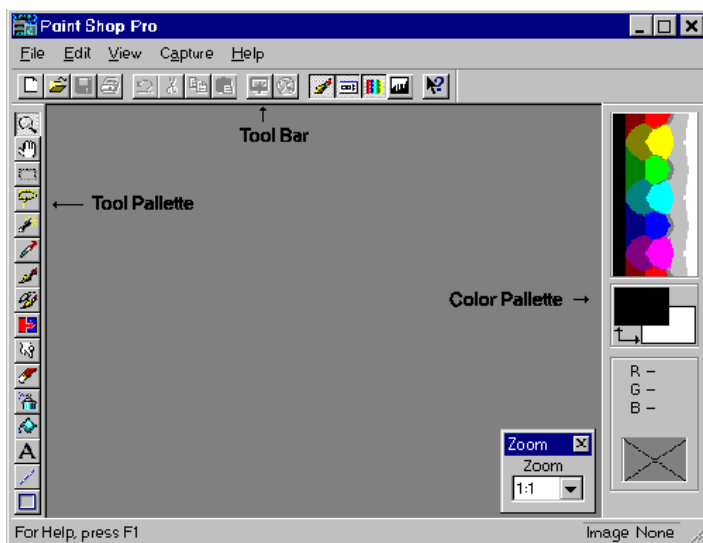 Paint Shop Pro
File Edit View Capture Help
Tool Bar
Tool Pallette
Color Pallette
R –
G –
B –
Zoom
Zoom
1:1
A
For Help, press F1
Image None